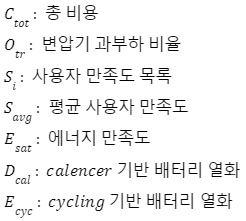 C_tot : 총 비용
O_tr : 변압기 과부하 비율
S_i : 사용자 만족도 목록
S_avg : 평균 사용자 만족도
E_sat : 에너지 만족도
D_cal : calencer 기반 배터리 열화
E_cyc : cycling 기반 배터리 열화